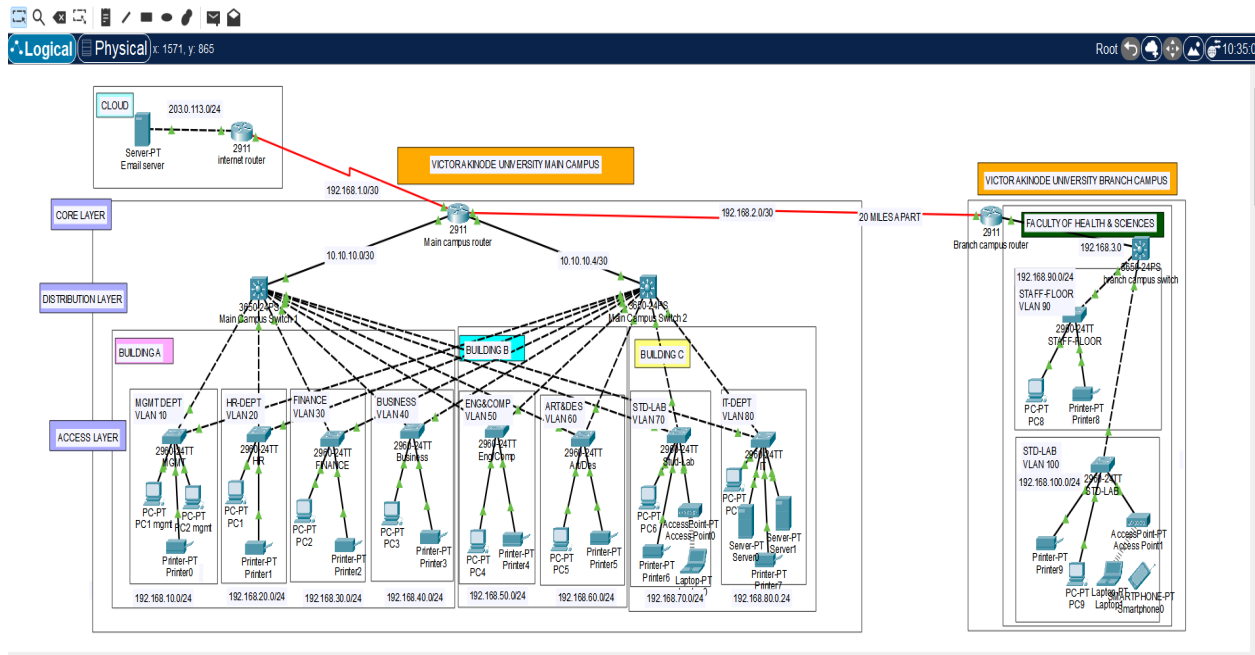 Logical
Physical
x: 1571, y: 865
Root
10:35:0
CLOUD
203.0.113.0/24
Server-PT
Email server
2911
internet router
VICTOR AKINODE UNIVERSITY MAIN CAMPUS
VICTOR AKINODE UNIVERSITY BRANCH CAMPUS
192.168.1.0/30
CORE LAYER
2911
Main campus router
192.168.2.0/30
20 MILES APART
2911
Branch campus router
FACULTY OF HEALTH & SCIENCES
192.168.3.0
3650-24PS
branch campus switch
10.10.10.0/30
10.10.10.4/30
DISTRIBUTION LAYER
3650-24PS
Main Campus Switch 1
3650-24PS
Main Campus Switch 2
192.168.90.0/24
STAFF-FLOOR
VLAN 90
2960-24TT
STAFF-FLOOR
PC-PT
PC8
Printer-PT
Printer8
BUILDING A
BUILDING B
BUILDING C
ACCESS LAYER
MGMT DEPT
VLAN 10
HR-DEPT
VLAN 20
FINANCE
VLAN 30
BUSINESS
VLAN 40
ENG&COMP
VLAN 50
ART&DES
VLAN 60
STD-LAB
VLAN 70
IT-DEPT
VLAN 80
2960-24TT
MGMT
2960-24TT
HR
2960-24TT
FINANCE
2960-24TT
Business
2960-24TT
Eng/Comp
2960-24TT
Art/Des
2960-24TT
Stud-Lab
2960-24TT
IT
PC-PT
PC1 mgmt
PC-PT
PC2 mgmt
Printer-PT
Printer0
PC-PT
PC1
Printer-PT
Printer1
PC-PT
PC2
Printer-PT
Printer2
PC-PT
PC3
Printer-PT
Printer3
PC-PT
PC4
Printer-PT
Printer4
PC-PT
PC5
Printer-PT
Printer5
PC-PT
PC6
AccessPoint-PT
Access Point0
Printer-PT
Printer6
Laptop-PT
PC-PT
Server-PT
Server0
Server-PT
Server1
Printer-PT
Printer7
192.168.10.0/24
192.168.20.0/24
192.168.30.0/24
192.168.40.0/24
192.168.50.0/24
192.168.60.0/24
192.168.70.0/24
192.168.80.0.24
STD-LAB
VLAN 100
192.168.100.0/24
2960-24TT
STD-LAB
Printer-PT
Printer9
PC-PT
PC9
Laptop-PT
AccessPoint-PT
Access Point1
SMARTPHONE-PT
Smartphone0